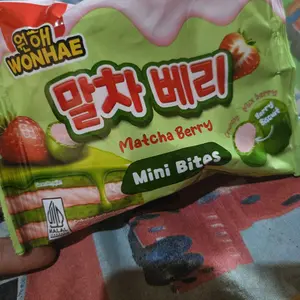 원해
WONHAE
말차 베리
Matcha Berry
Mini Bites
HALAL